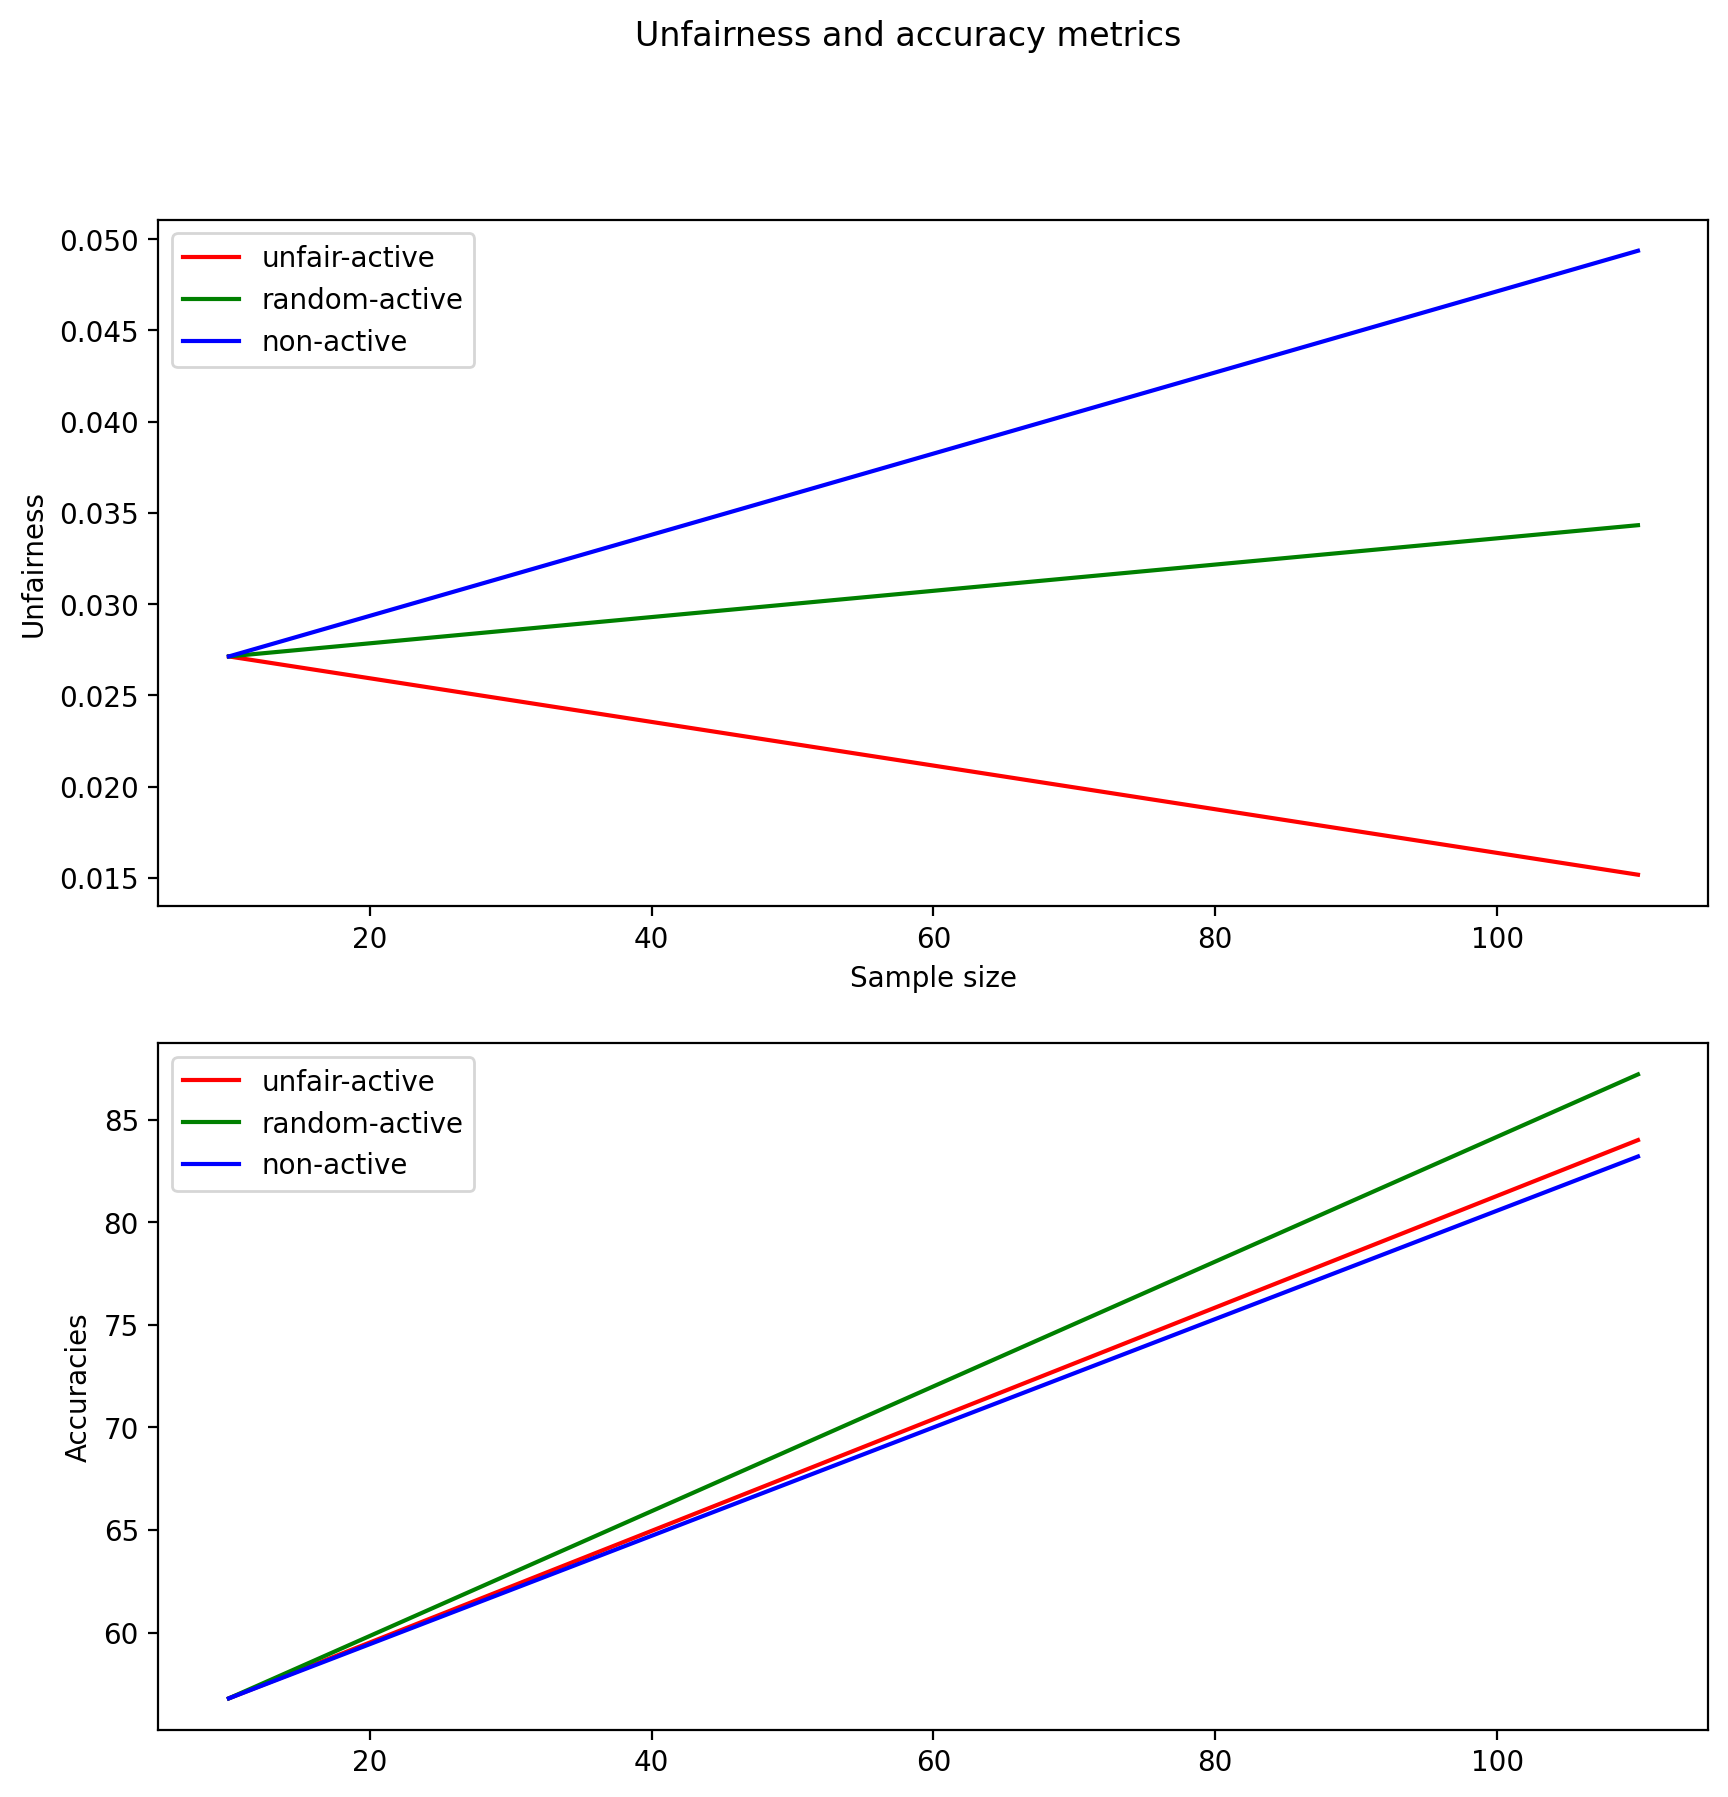 Unfairness and accuracy metrics
0.050
0.045
0.040
0.035
0.030
0.025
0.020
0.015
Unfairness
unfair-active
random-active
non-active
20 40 60 80 100
Sample size
85
80
75
70
65
60
Accuracies
unfair-active
random-active
non-active
20 40 60 80 100